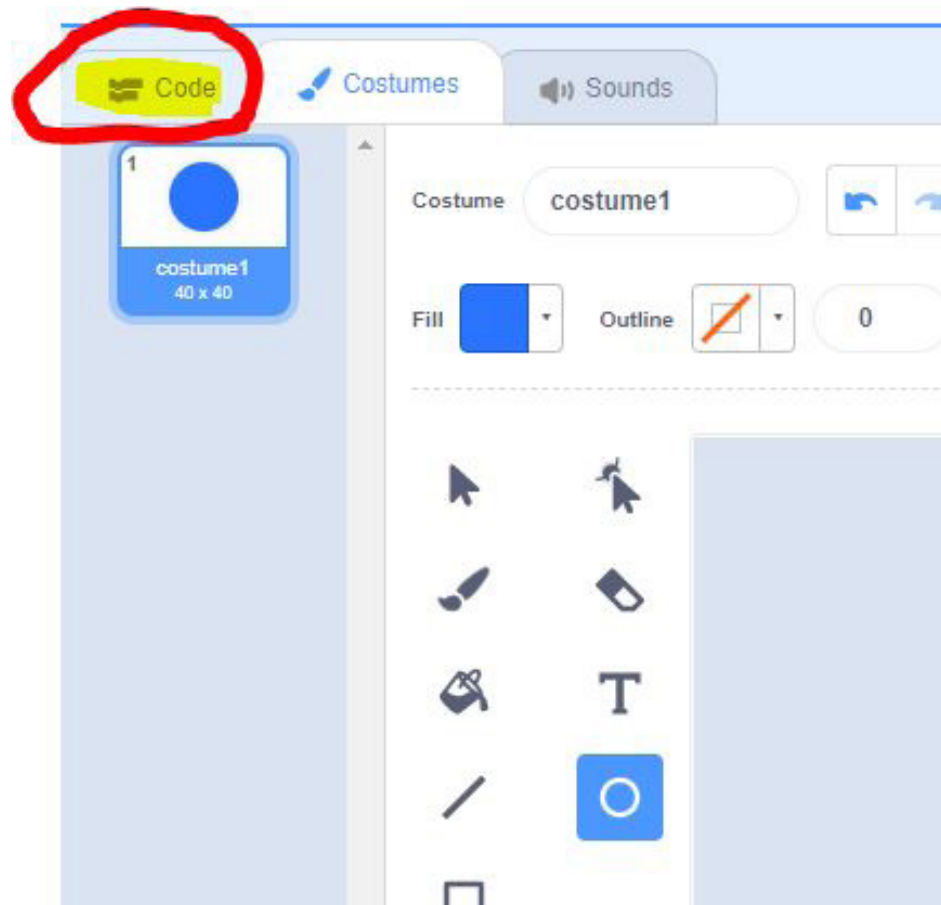 Code
Costumes
Sounds
1
costume1
40 x 40
Costume
costume1
Fill
Outline
0
T